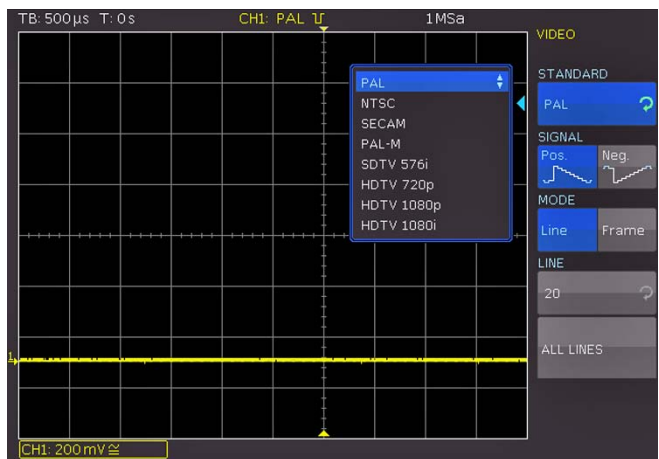 TB: 500µs T: 0s CH1: PAL 1MSa
VIDEO
STANDARD
PAL
SIGNAL
Pos. Neg.
MODE
Line Frame
LINE
20
ALL LINES
PAL
NTSC
SECAM
PAL-M
SDTV 576i
HDTV 720p
HDTV 1080p
HDTV 1080i
1
CH1: 200mV≅